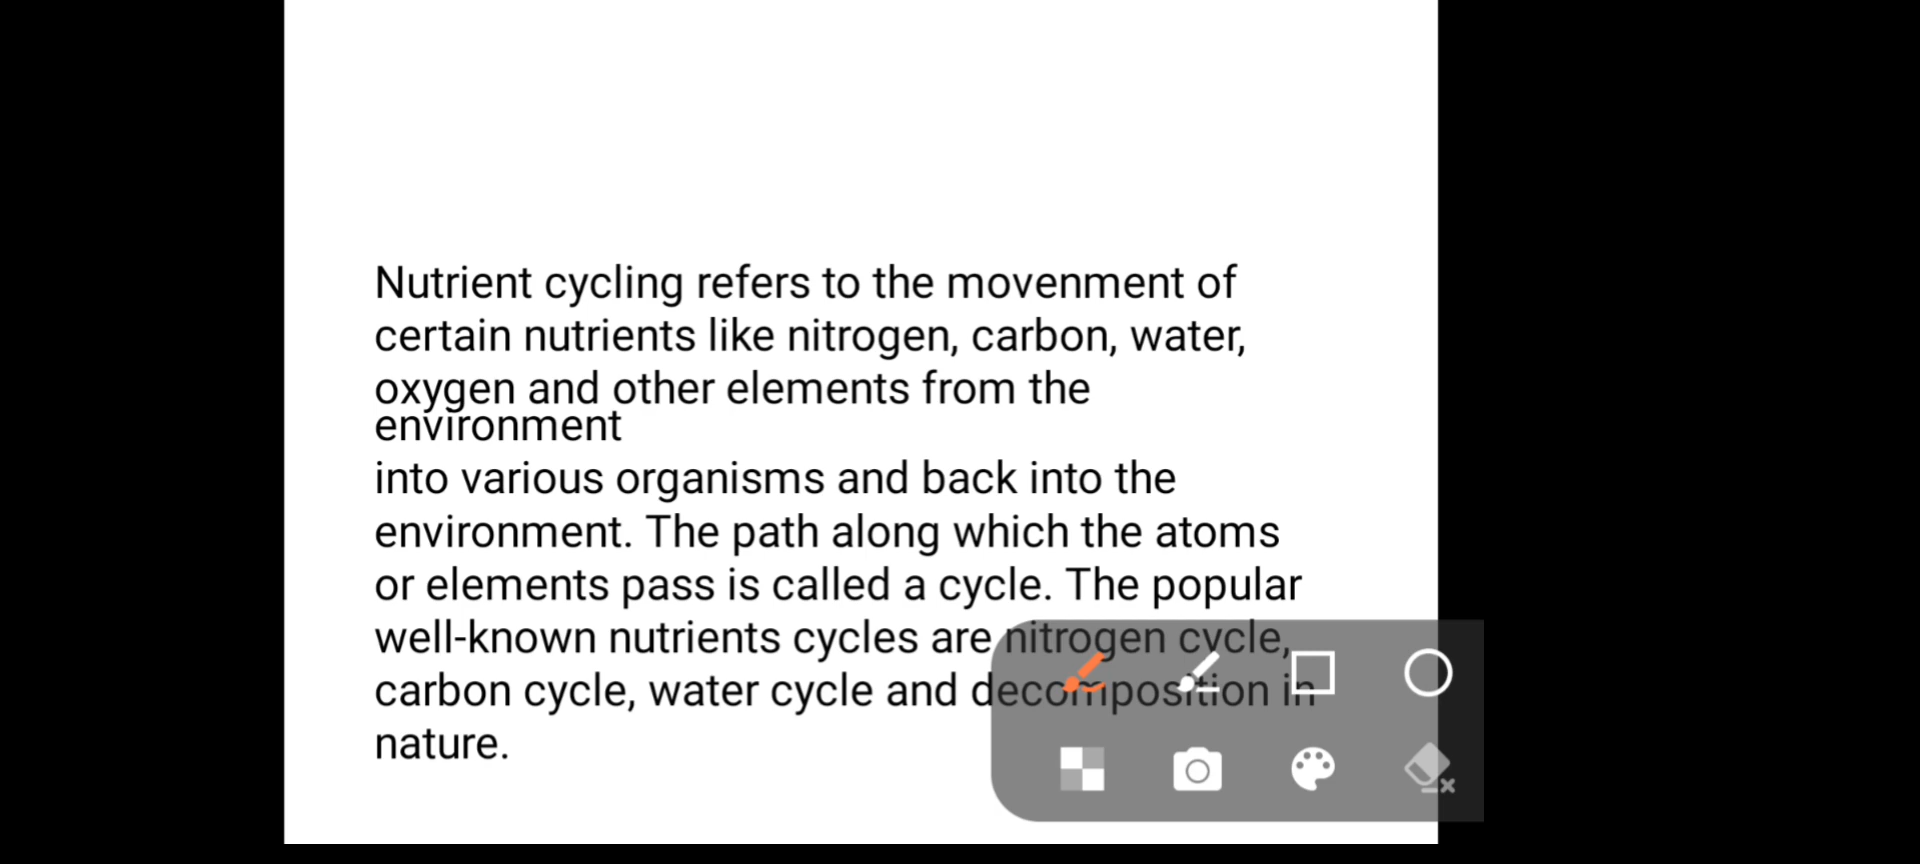 Nutrient cycling refers to the movenment of
certain nutrients like nitrogen, carbon, water,
oxygen and other elements from the
environment
into various organisms and back into the
environment. The path along which the atoms
or elements pass is called a cycle. The popular
well-known nutrients cycles are nitrogen cycle,
carbon cycle, water cycle and decomposition in
nature.